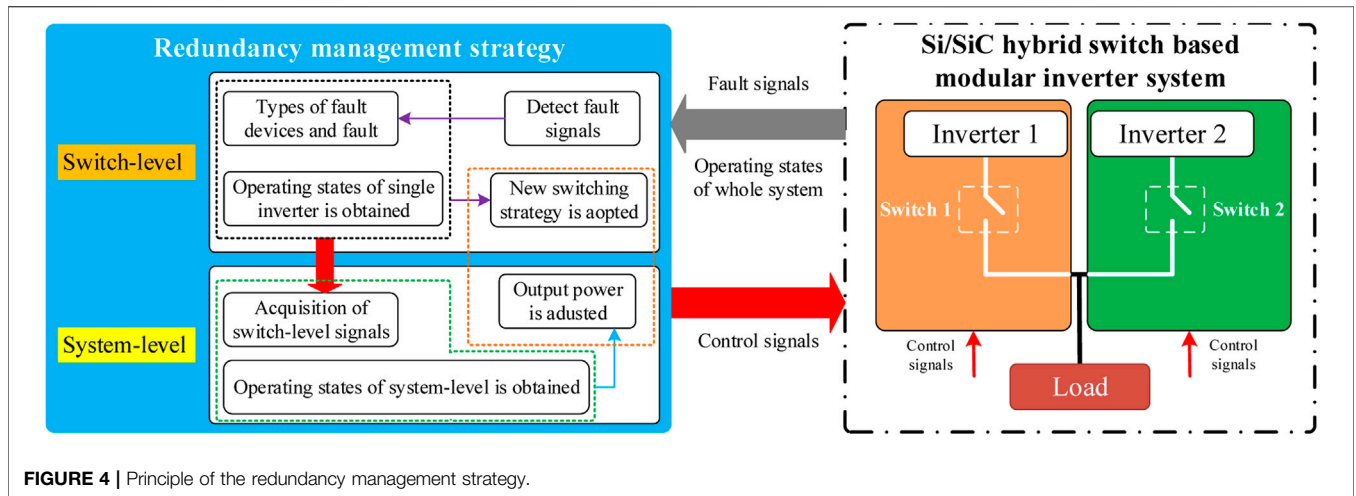 Redundancy management strategy
Switch-level
Types of fault
devices and fault
Detect fault
signals
Operating states of single
inverter is obtained
New switching
strategy is aopted
System-level
Acquisition of
switch-level signals
Output power
is adusted
Operating states of system-level is obtained
Fault signals
Operating states
of whole system
Control signals
Si/SiC hybrid switch based
modular inverter system
Inverter 1
Inverter 2
Switch 1
Switch 2
Control
signals
Control
signals
Load
FIGURE 4 | Principle of the redundancy management strategy.